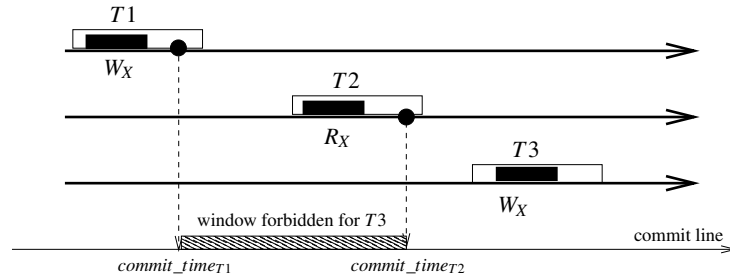 T1
W_X
T2
R_X
T3
W_X
window forbidden for T3
commit line
commit_time_T1
commit_time_T2